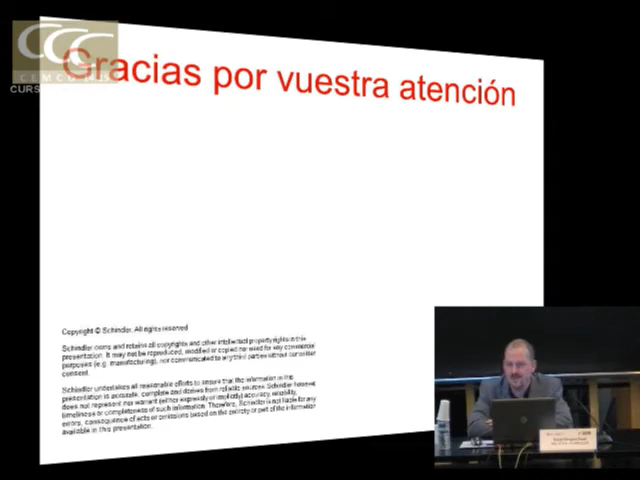 CCC
CEMCO
CURS
Gracias por vuestra atención
Copyright © Schindler. All rights reserved
Schindler owns and retains all copyrights and other intellectual property rights in this
presentation. It may not be reproduced, modified or copied nor used for any commercial
purposes (e.g. manufacturing), nor communicated to any third parties without our written
consent.
Schindler undertakes all reasonable efforts to ensure that the information in this
presentation is accurate, complete and derives from reliable sources. Schindler however,
does not represent nor warrant (either expressly or implicitly) accuracy, reliability,
timeliness or completeness of such information. Therefore, Schindler is not liable for any
errors, consequences of acts or omissions based on the entirety or part of the information
available in this presentation.